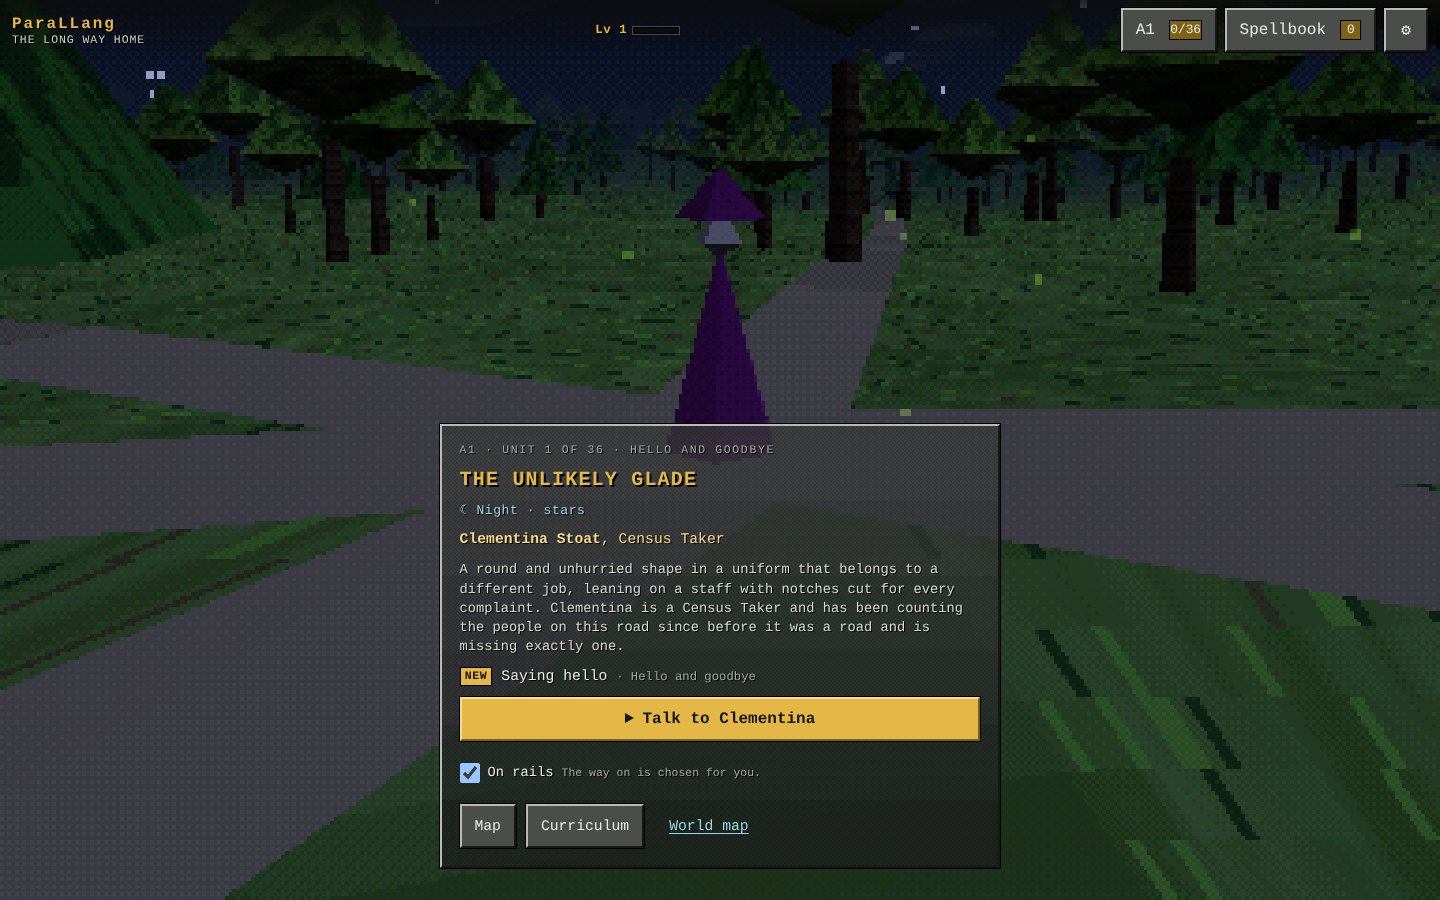 ParaLLang
THE LONG WAY HOME
Lv 1
A1 0/36
Spellbook 0
A1 · UNIT 1 OF 36 · HELLO AND GOODBYE
THE UNLIKELY GLADE
☾ Night · stars
Clementina Stoat, Census Taker
A round and unhurried shape in a uniform that belongs to a
different job, leaning on a staff with notches cut for every
complaint. Clementina is a Census Taker and has been counting
the people on this road since before it was a road and is
missing exactly one.
NEW Saying hello · Hello and goodbye
▶ Talk to Clementina
On rails The way on is chosen for you.
Map
Curriculum
World map